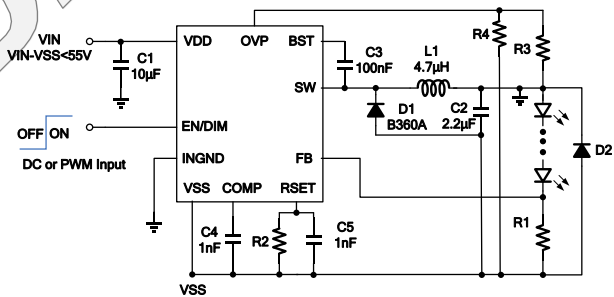 VIN
VIN-VSS<55V
C1
10μF
VDD
OVP
BST
SW
EN/DIM
INGND
FB
VSS
COMP
RSET
OFF
ON
DC or PWM Input
C3
100nF
L1
4.7μH
R4
R3
D1
B360A
C2
2.2μF
D2
R1
C4
1nF
R2
C5
1nF
VSS